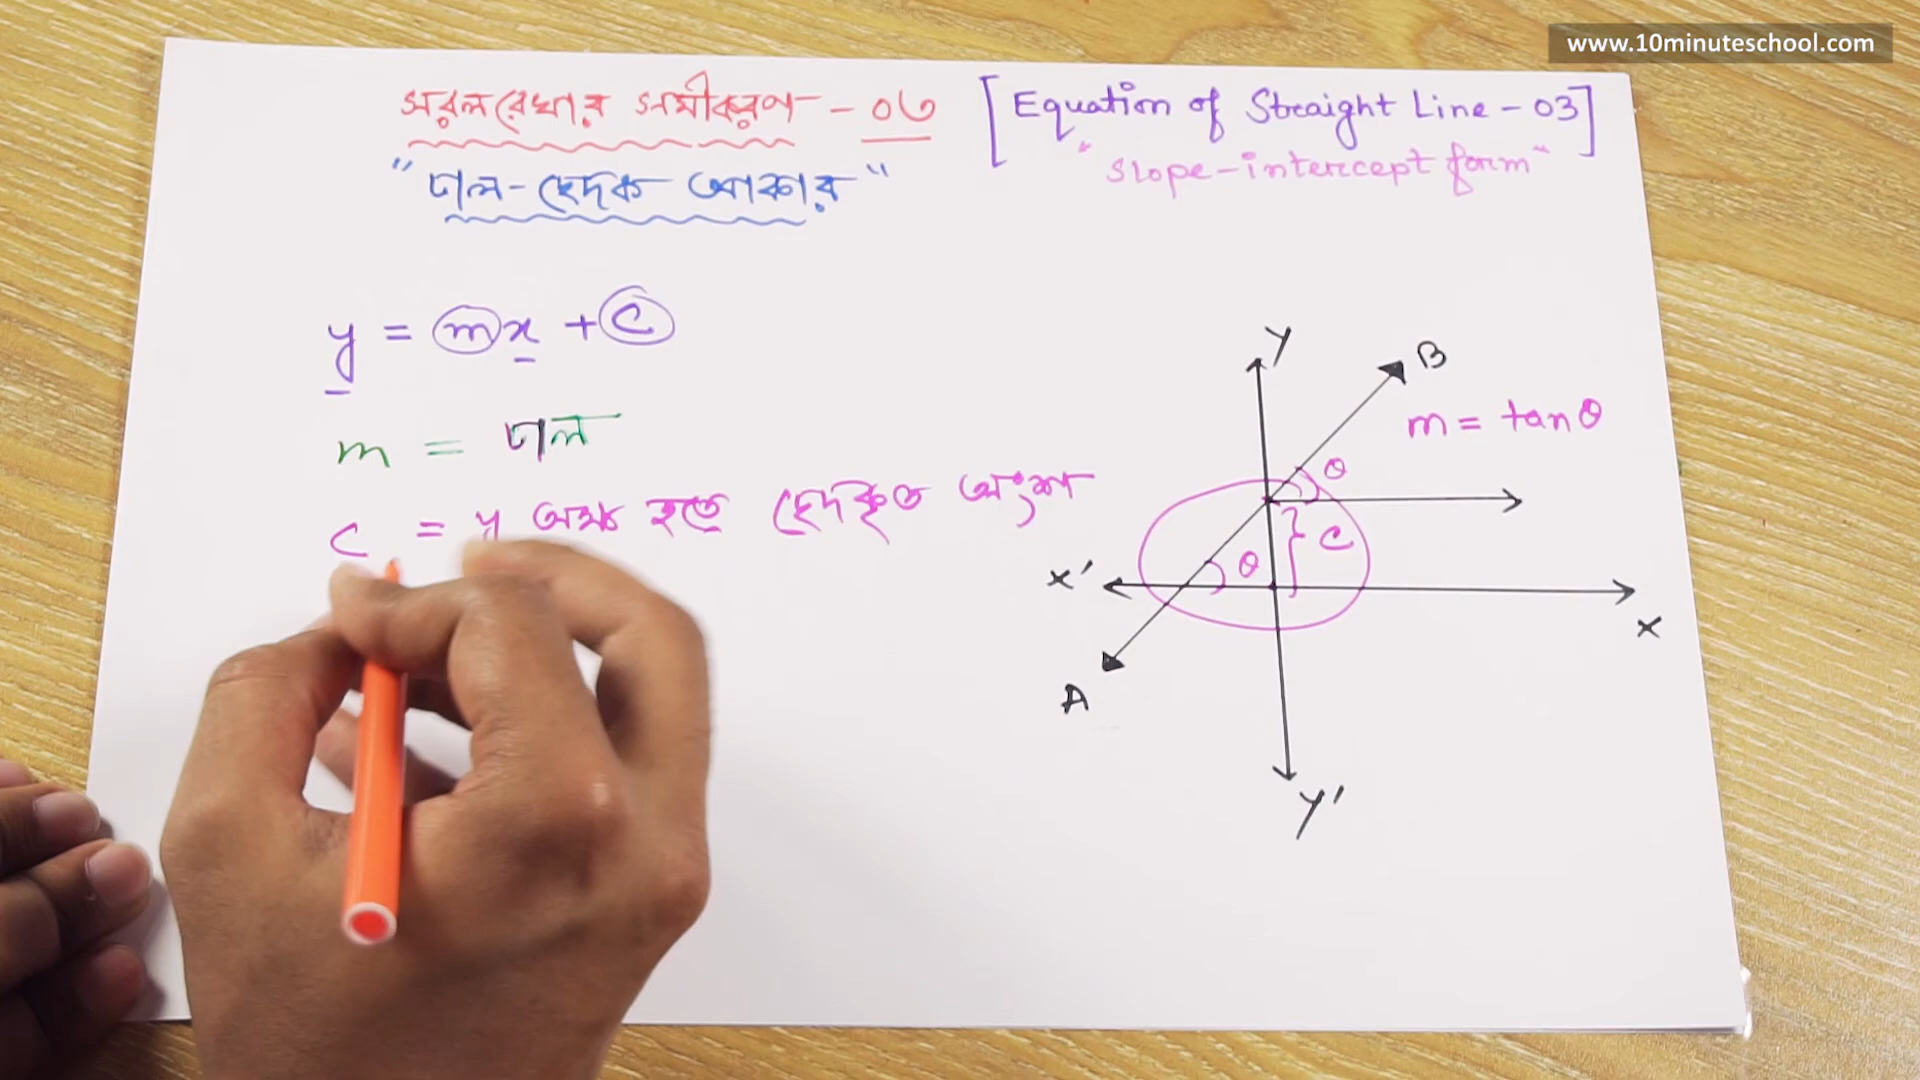 www.10minuteschool.com
সরলরেখার সমীকরণ - ০৩
[Equation of Straight Line - 03]
"ঢাল-ছেদক আকার"
"slope-intercept form"
y = mx + c
m = ঢাল
c = y অক্ষ হতে ছেদকৃত অংশ
Y
B
m = tanθ
θ
c
θ
X'
X
A
Y'